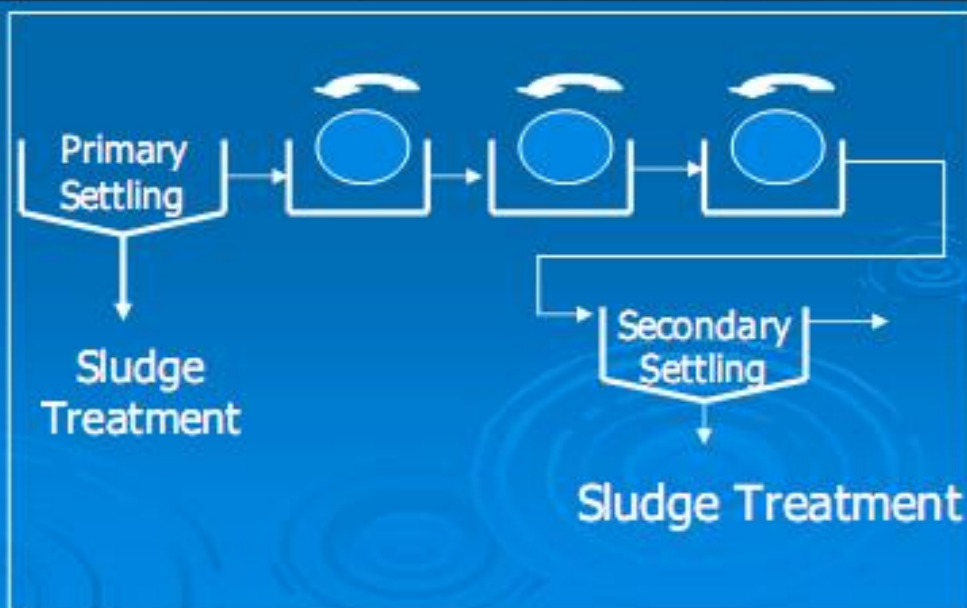 Primary
Settling
Sludge
Treatment
Secondary
Settling
Sludge Treatment